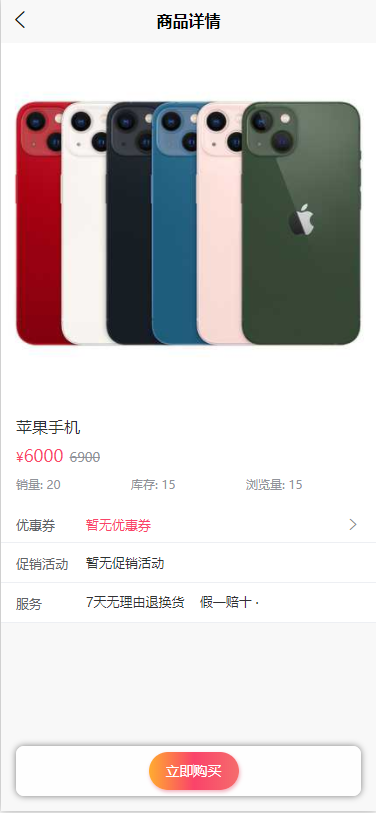 商品详情
苹果手机
¥6000 6900
销量: 20 库存: 15 浏览量: 15
优惠券 暂无优惠券
促销活动 暂无促销活动
服务 7天无理由退换货 假一赔十 ·
立即购买